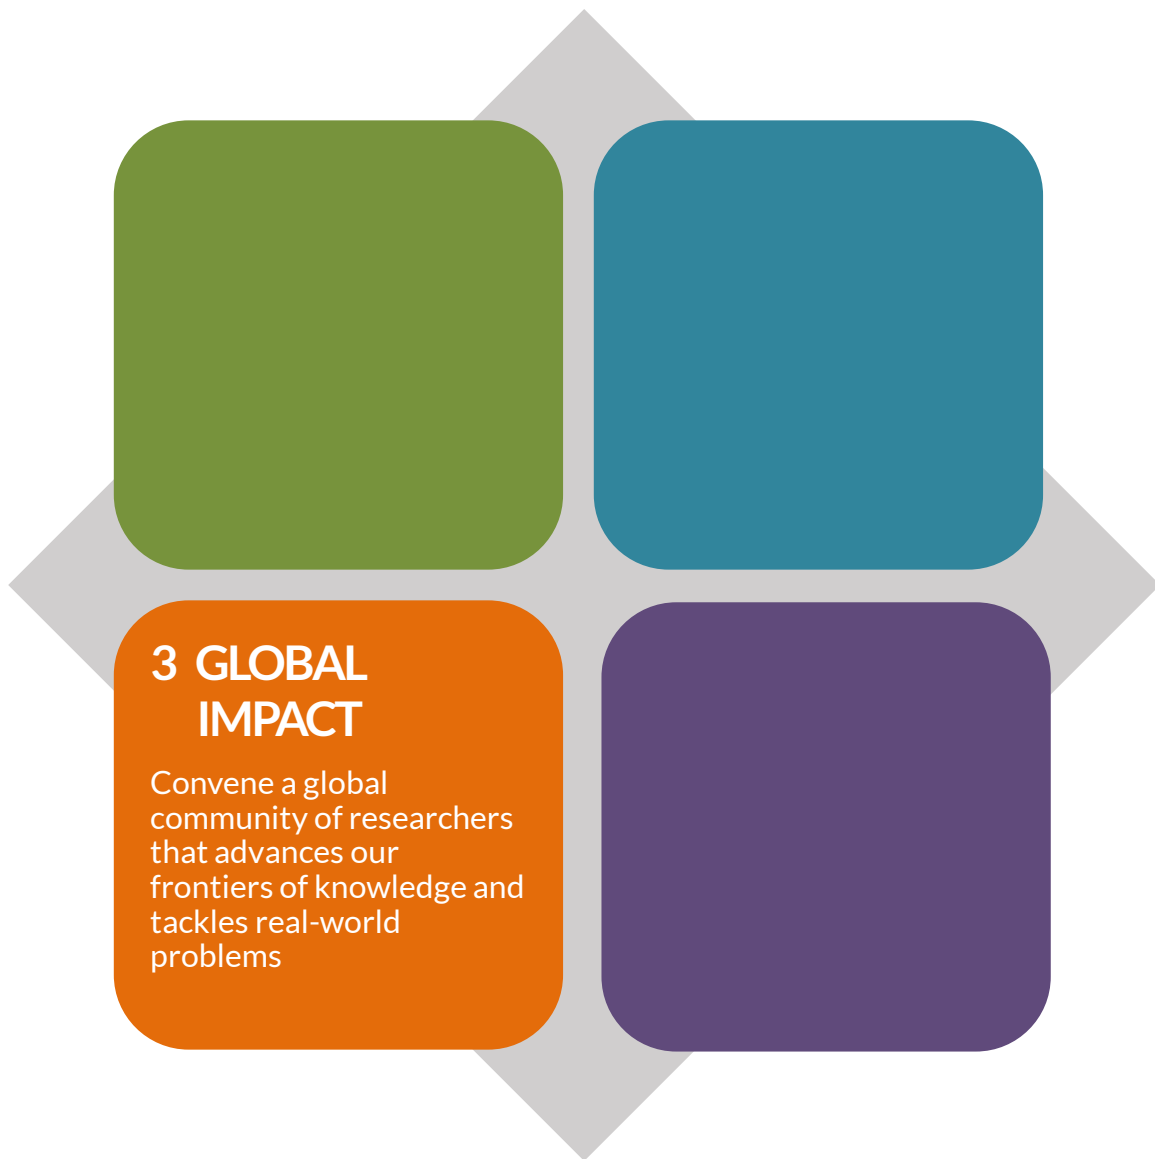 3 GLOBAL
IMPACT
Convene a global
community of researchers
that advances our
frontiers of knowledge and
tackles real-world
problems